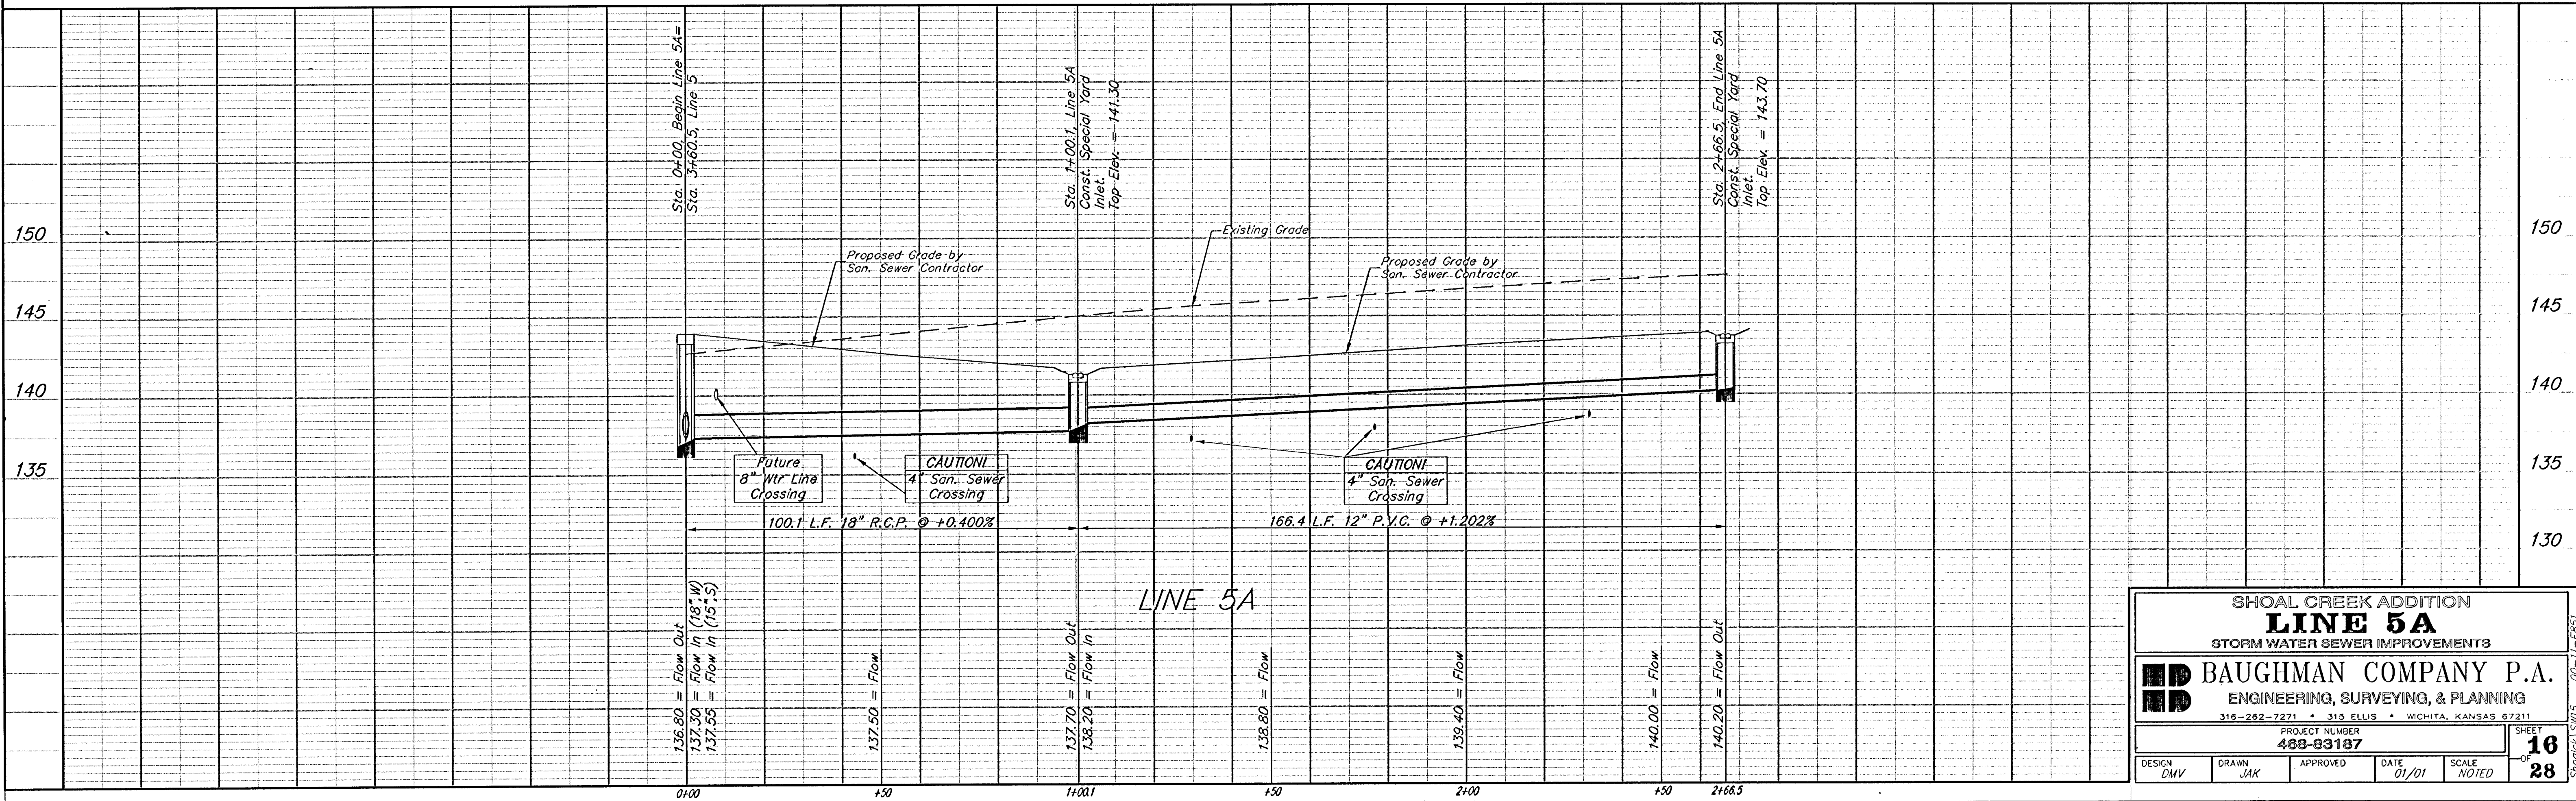 Sta. 0+00, Begin Line 5A=
Sta. 3+60.5, Line 5
Sta. 1+00.1, Line 5A
Const. Special Yard
Inlet.
Top Elev. = 141.30
Sta. 2+66.5, End Line 5A
Const. Special Yard
Inlet.
Top Elev. = 143.70
150
145
140
135
150
145
140
135
130
Proposed Grade by
San. Sewer Contractor
Existing Grade
Proposed Grade by
San. Sewer Contractor
Future
8" Wtr Line
Crossing
CAUTION!
4" San. Sewer
Crossing
CAUTION!
4" San. Sewer
Crossing
100.1 L.F. 18" R.C.P. @ +0.400%
166.4 L.F. 12" P.V.C. @ +1.202%
LINE 5A
136.80 = Flow Out
137.30 = Flow In (18",W)
137.55 = Flow In (15",S)
137.50 = Flow
137.70 = Flow Out
138.20 = Flow In
138.80 = Flow
139.40 = Flow
140.00 = Flow
140.20 = Flow Out
0+00
+50
1+00.1
+50
2+00
+50
2+66.5
SHOAL CREEK ADDITION
LINE 5A
STORM WATER SEWER IMPROVEMENTS
BAUGHMAN COMPANY P.A.
ENGINEERING, SURVEYING, & PLANNING
316-262-7271 * 315 ELLIS * WICHITA, KANSAS 67211
PROJECT NUMBER
468-83187
SHEET
16
OF
28
DESIGN
DMV
DRAWN
JAK
APPROVED
DATE
01/01
SCALE
NOTED